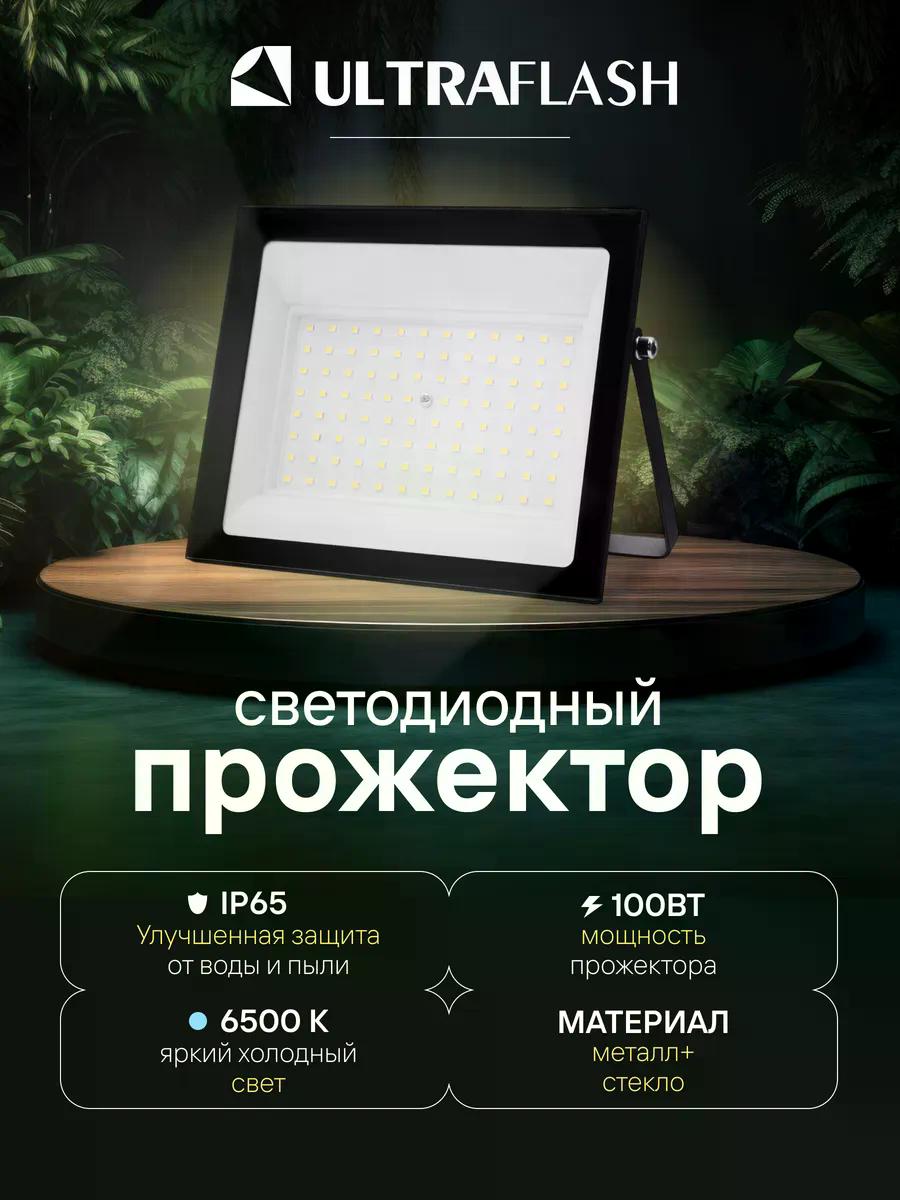 ULTRAFLASH
светодиодный
прожектор
IP65
Улучшенная защита
от воды и пыли
100ВТ
мощность
прожектора
6500 К
яркий холодный
свет
МАТЕРИАЛ
металл+
стекло